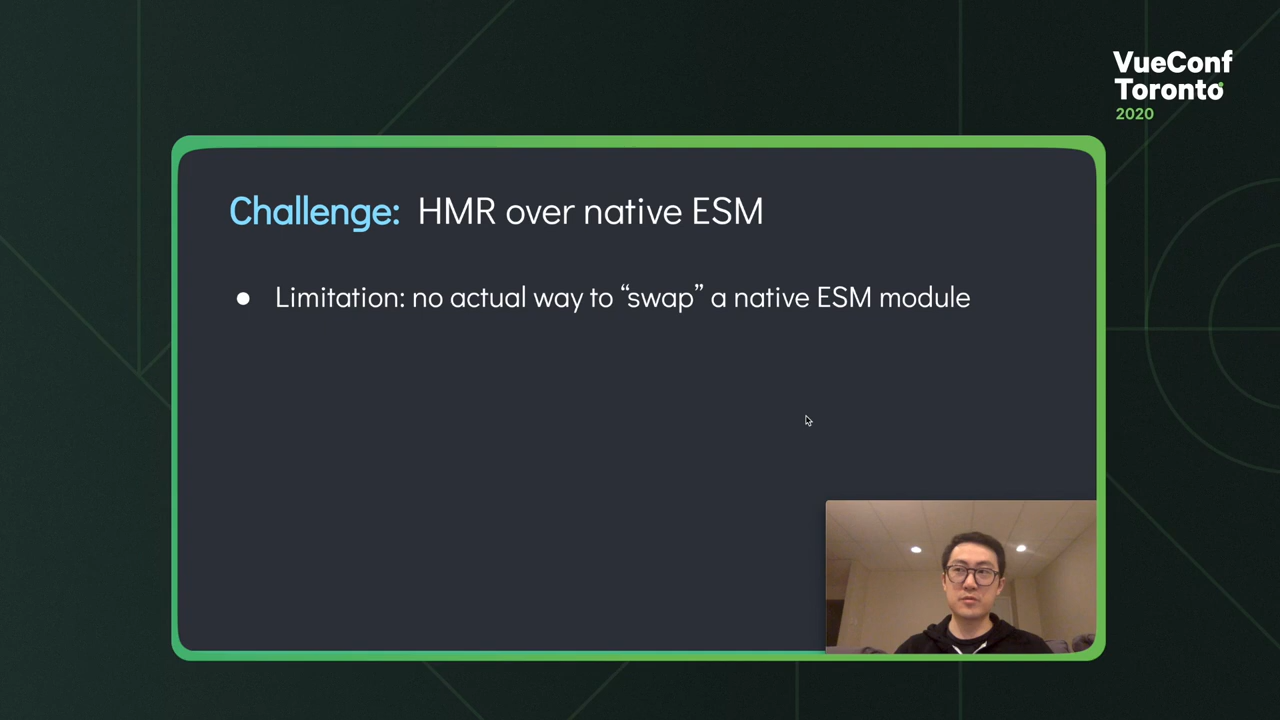 VueConf
Toronto
2020
Challenge: HMR over native ESM
● Limitation: no actual way to “swap” a native ESM module